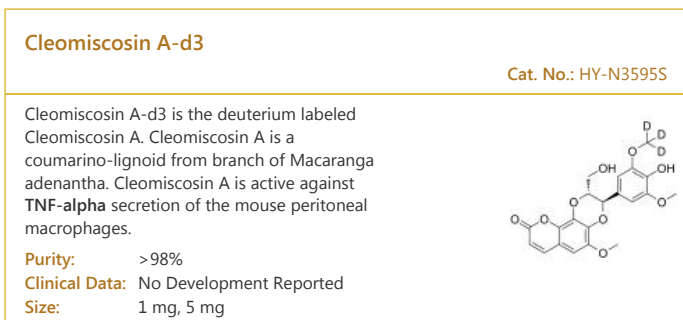 Cleomiscosin A-d3
Cat. No.: HY-N3595S
Cleomiscosin A-d3 is the deuterium labeled
Cleomiscosin A. Cleomiscosin A is a
coumarino-lignoid from branch of Macaranga
adenantha. Cleomiscosin A is active against
TNF-alpha secretion of the mouse peritoneal
macrophages.
Purity: >98%
Clinical Data: No Development Reported
Size: 1 mg, 5 mg
D
D
O D
OH OH
O
O
O
O O
O